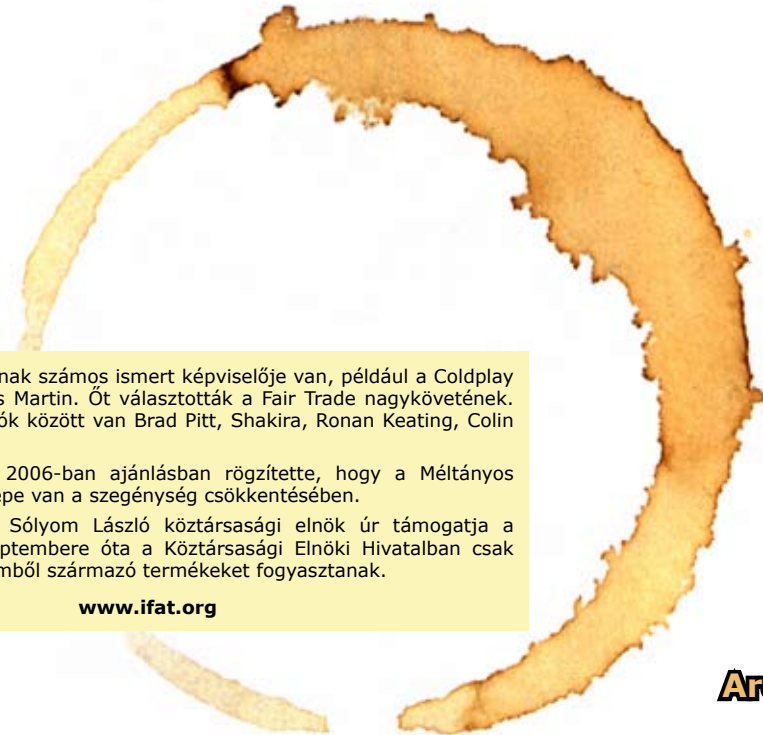 nak számos ismert képviselője van, például a Coldplay
s Martin. Őt választották a Fair Trade nagykövetének.
ók között van Brad Pitt, Shakira, Ronan Keating, Colin
2006-ban ajánlásban rögzítette, hogy a Méltányos
epe van a szegénység csökkentésében.
Sólyom László köztársasági elnök úr támogatja a
eptembere óta a Köztársasági Elnöki Hivatalban csak
mből származó termékeket fogyasztanak.
www.ifat.org